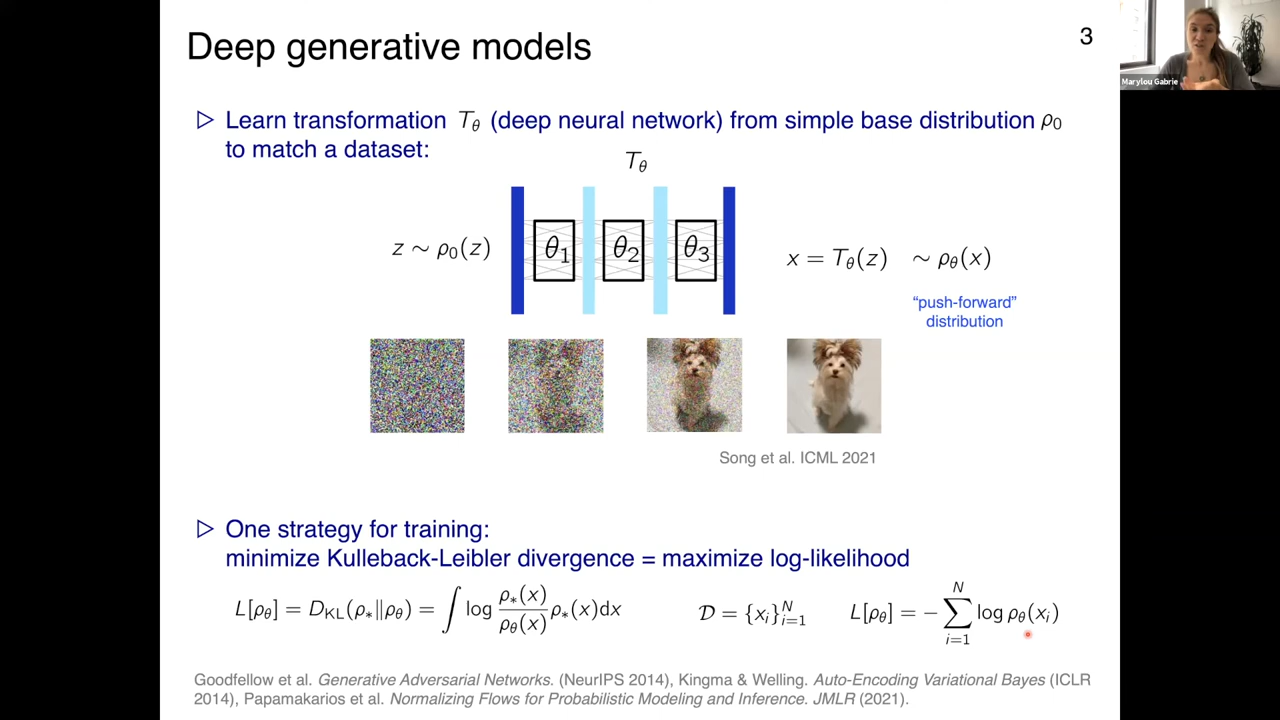 Deep generative models
3
Marylou Gabrie
▷ Learn transformation T_θ (deep neural network) from simple base distribution ρ_0
to match a dataset:
T_θ
z ∼ ρ_0(z)
θ_1 θ_2 θ_3
x = T_θ(z) ∼ ρ_θ(x)
"push-forward"
distribution
Song et al. ICML 2021
▷ One strategy for training:
minimize Kulleback-Leibler divergence = maximize log-likelihood
L[ρ_θ] = D_KL(ρ_*‖ρ_θ) = ∫ log ρ_*(x)/ρ_θ(x) ρ_*(x)dx    D = {x_i}_{i=1}^N    L[ρ_θ] = − ∑_{i=1}^N log ρ_θ(x_i)
Goodfellow et al. Generative Adversarial Networks. (NeurIPS 2014), Kingma & Welling. Auto-Encoding Variational Bayes (ICLR
2014), Papamakarios et al. Normalizing Flows for Probabilistic Modeling and Inference. JMLR (2021).